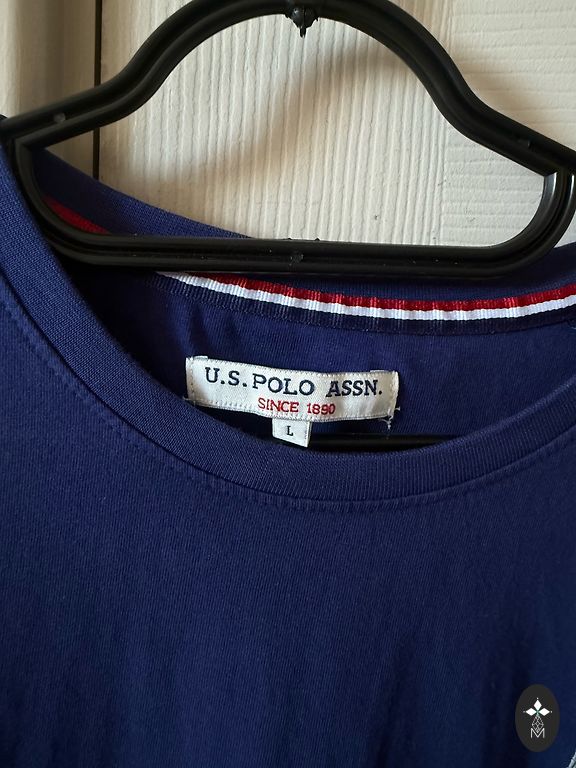 U.S. POLO ASSN.
SINCE 1890
L
M